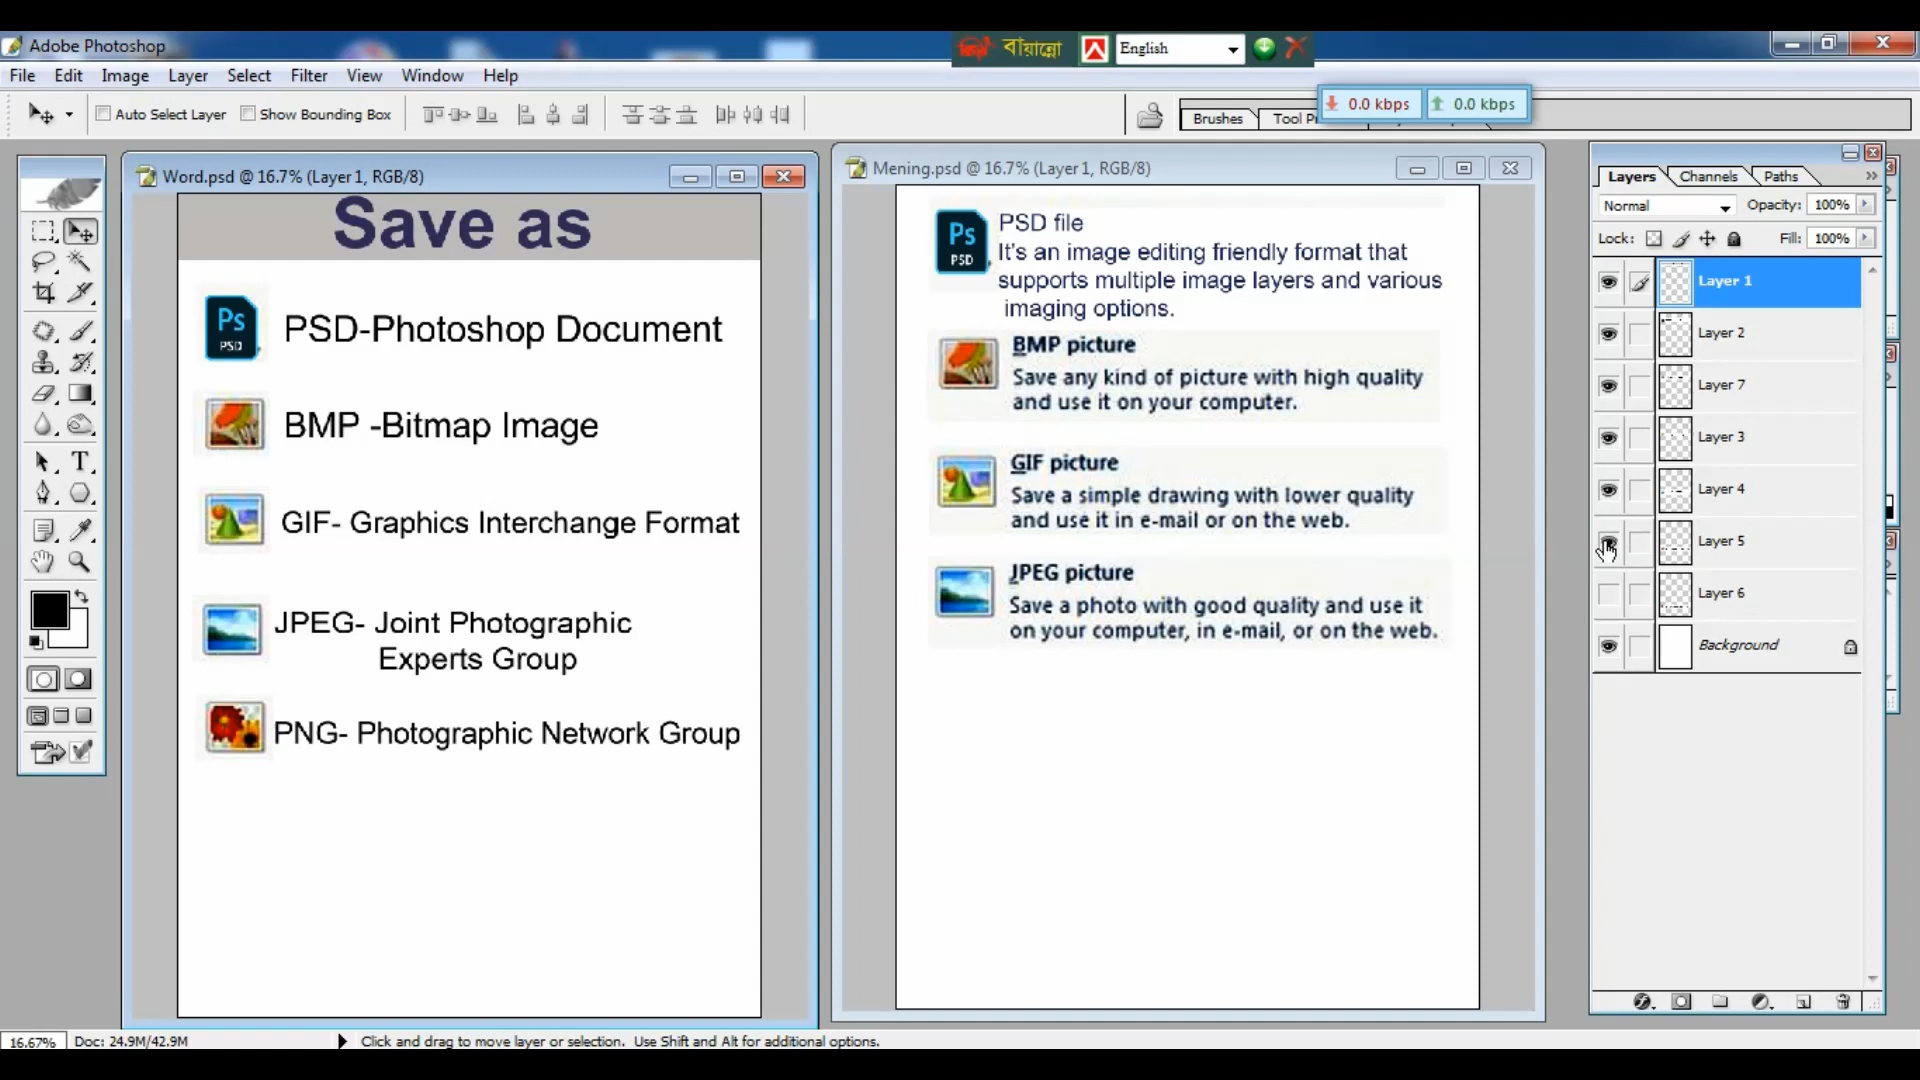 Adobe Photoshop
বায়ান্নো
English
File Edit Image Layer Select Filter View Window Help
Auto Select Layer Show Bounding Box
Brushes
Tool P
0.0 kbps 0.0 kbps
Word.psd @ 16.7% (Layer 1, RGB/8)
Save as
Ps
PSD
PSD-Photoshop Document
BMP -Bitmap Image
GIF- Graphics Interchange Format
JPEG- Joint Photographic
Experts Group
PNG- Photographic Network Group
Mening.psd @ 16.7% (Layer 1, RGB/8)
Ps
PSD
PSD file
It's an image editing friendly format that
supports multiple image layers and various
imaging options.
BMP picture
Save any kind of picture with high quality
and use it on your computer.
GIF picture
Save a simple drawing with lower quality
and use it in e-mail or on the web.
JPEG picture
Save a photo with good quality and use it
on your computer, in e-mail, or on the web.
Layers Channels Paths
Normal Opacity: 100%
Lock: Fill: 100%
Layer 1
Layer 2
Layer 7
Layer 3
Layer 4
Layer 5
Layer 6
Background
16.67% Doc: 24.9M/42.9M Click and drag to move layer or selection. Use Shift and Alt for additional options.